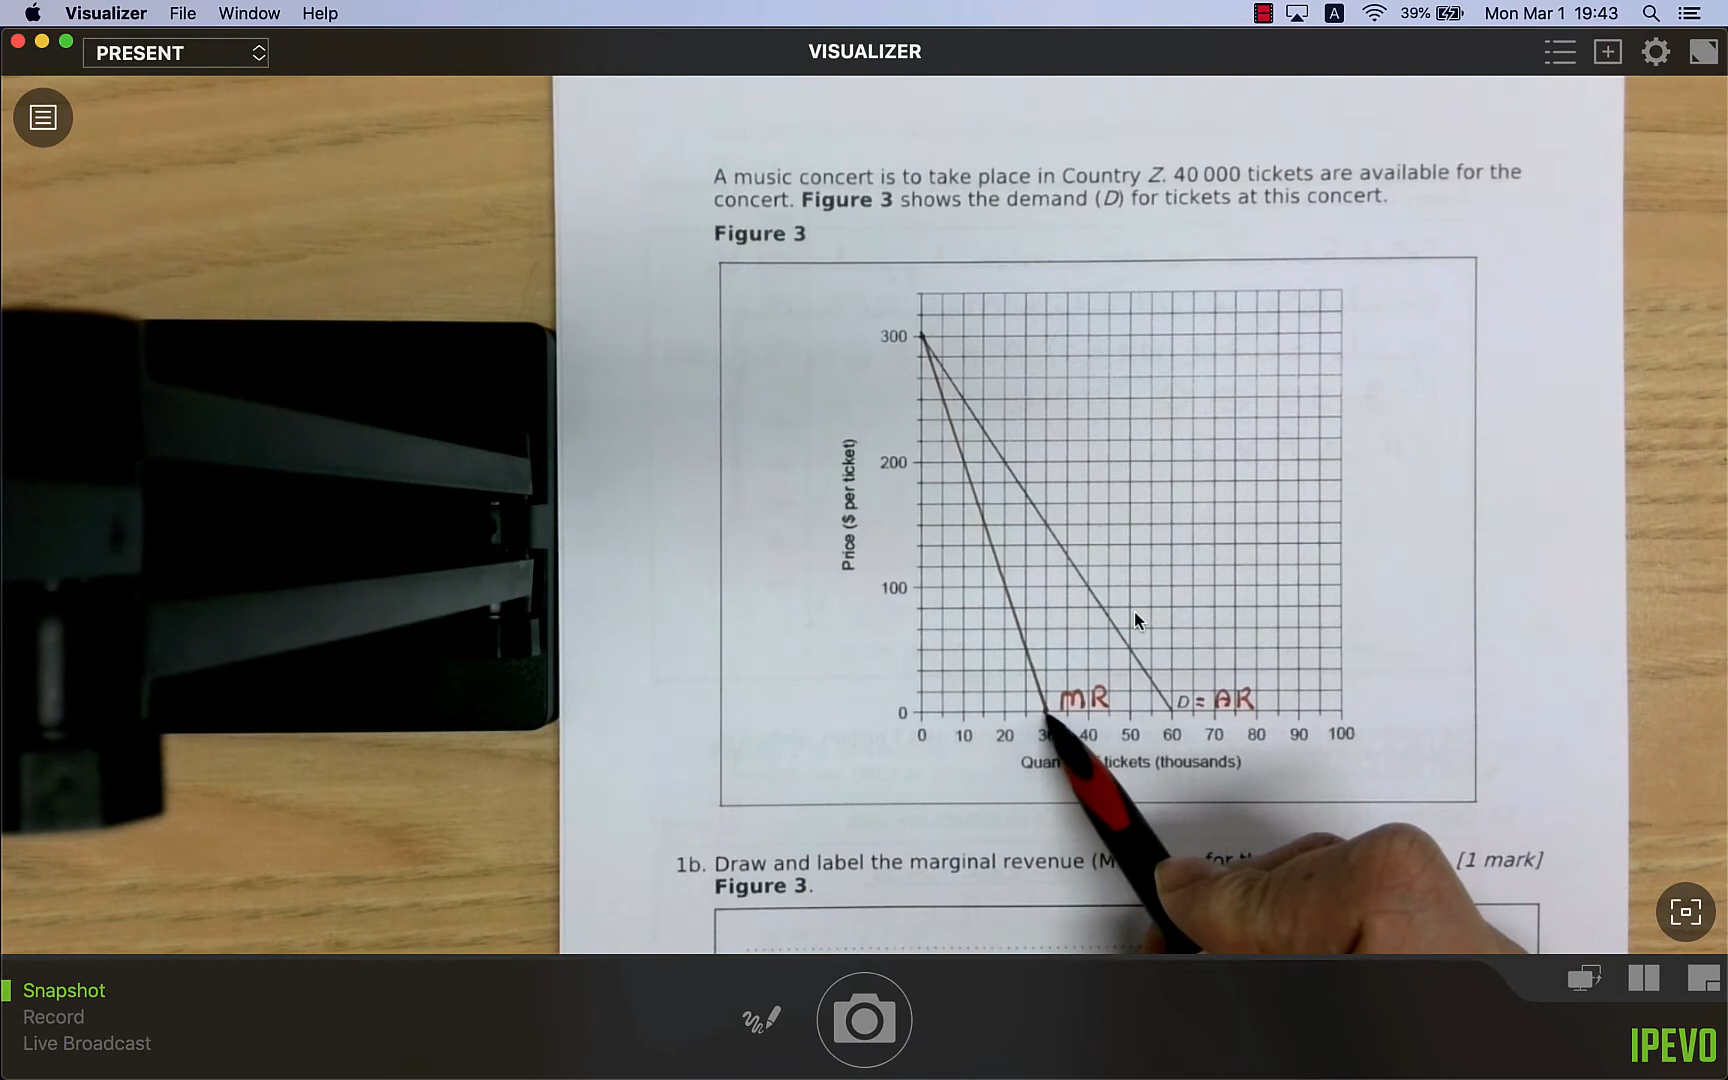 Visualizer File Window Help
A 39% Mon Mar 1 19:43
PRESENT
VISUALIZER
A music concert is to take place in Country Z. 40 000 tickets are available for the
concert. Figure 3 shows the demand (D) for tickets at this concert.
Figure 3
300
200
100
0
Price ($ per ticket)
MR
D = AR
0 10 20 40 50 60 70 80 90 100
tickets (thousands)
1b. Draw and label the marginal revenue [1 mark]
Figure 3.
Snapshot
Record
Live Broadcast
IPEVO